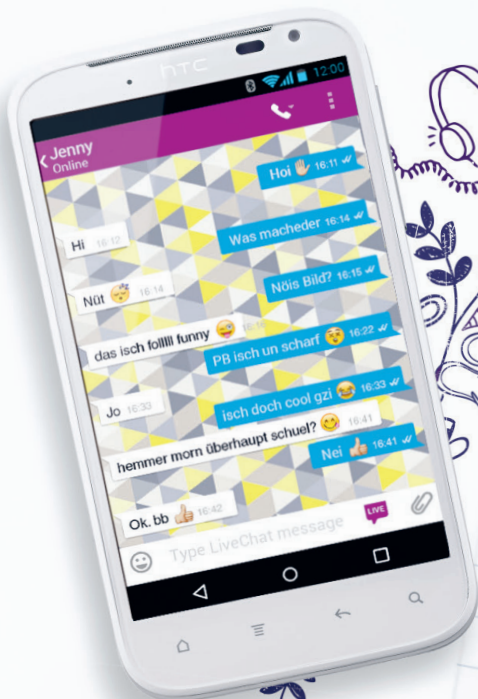 hTC
12:00
Jenny
Online
Hoi 👋 16:11
Hi 16:12
Was macheder 16:14
Nüt 😴 16:14
Nöis Bild? 16:15
das isch folllll funny 😜
PB isch un scharf 😚 16:22
Jo 16:33
isch doch cool gzi 😂 16:33
hemmer morn überhaupt schuel? 😋 16:41
Nei 👍 16:41
Ok. bb 👍 16:42
Type LiveChat message
LIVE